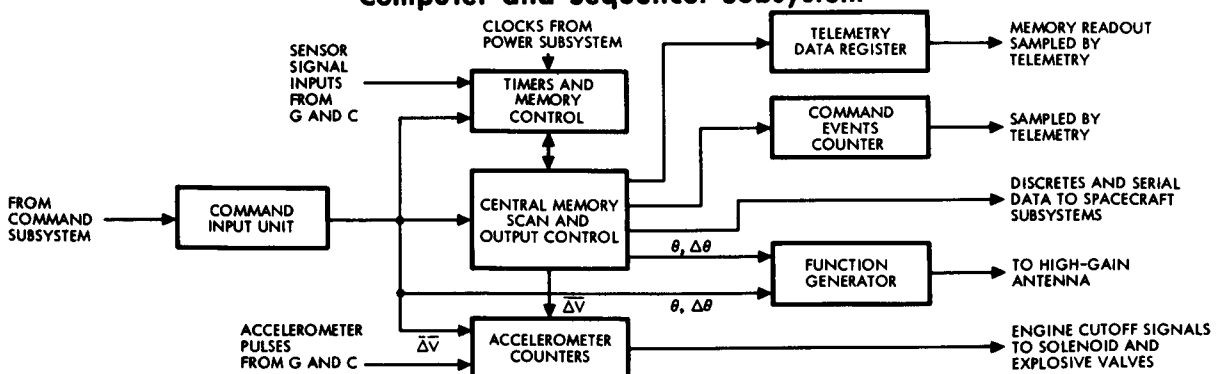 Computer and Sequencer Subsystem
CLOCKS FROM
POWER SUBSYSTEM
SENSOR
SIGNAL
INPUTS
FROM
G AND C
TIMERS AND
MEMORY
CONTROL
TELEMETRY
DATA REGISTER
MEMORY READOUT
SAMPLED BY
TELEMETRY
COMMAND
EVENTS
COUNTER
SAMPLED BY
TELEMETRY
FROM
COMMAND
SUBSYSTEM
COMMAND
INPUT UNIT
CENTRAL MEMORY
SCAN AND
OUTPUT CONTROL
DISCRETES AND SERIAL
DATA TO SPACECRAFT
SUBSYSTEMS
θ, Δθ
FUNCTION
GENERATOR
TO HIGH-GAIN
ANTENNA
θ, Δθ
Δ̅V̅
Δ̅V̅
ACCELEROMETER
PULSES
FROM G AND C
ACCELEROMETER
COUNTERS
ENGINE CUTOFF SIGNALS
TO SOLENOID AND
EXPLOSIVE VALVES